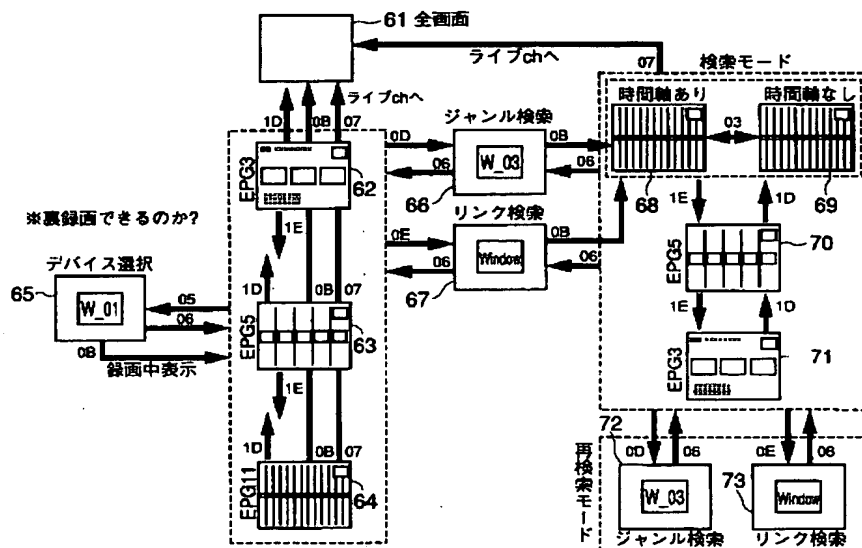 61 全画面
07
ライブchへ
検索モード
ライブchへ
1D 0B 07
時間軸あり 時間軸なし
03
68 69
ジャンル検索
0D W_03 0B
06 06
66
EPG3
62
リンク検索
0E Window 0B
06 06
67
1E 1D
EPG5
70
1E 1D
EPG3
71
※裏録画できるのか?
デバイス選択
65 W_01
05
06
0B
録画中表示
1E
1D 0B 07
EPG5
63
1E
1D 0B 07
EPG11
64
再検索モード
72
0D 06
W_03
ジャンル検索
0E 06
73
Window
リンク検索